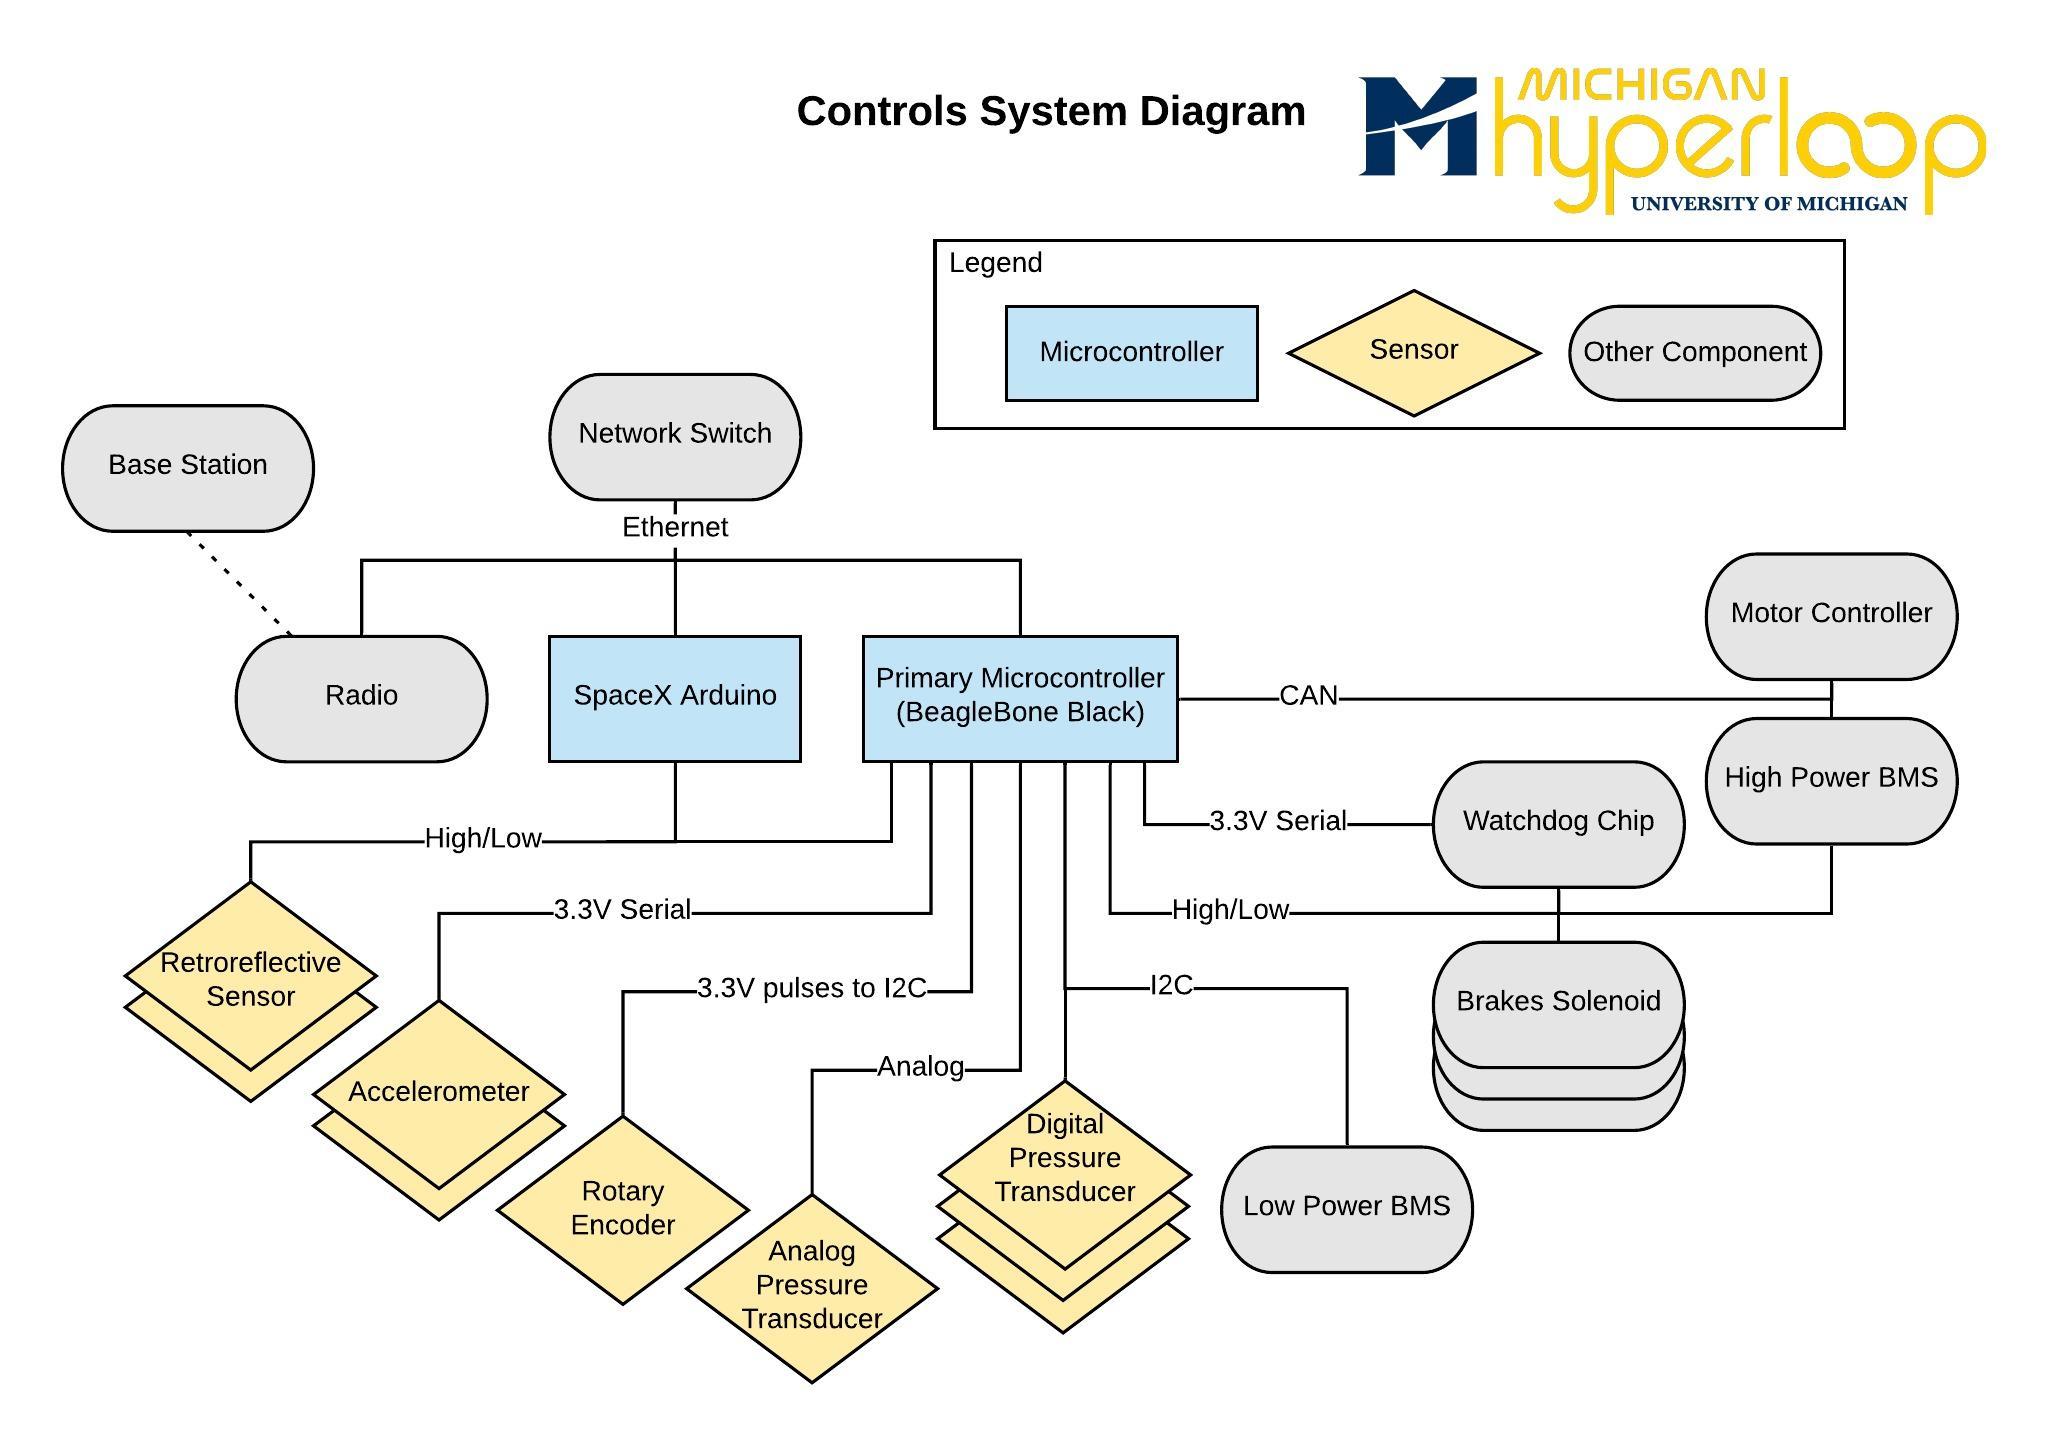 Controls System Diagram
MICHIGAN
hyperloop
UNIVERSITY OF MICHIGAN
Legend
Microcontroller
Sensor
Other Component
Network Switch
Base Station
Ethernet
Motor Controller
Radio
SpaceX Arduino
Primary Microcontroller
(BeagleBone Black)
CAN
High Power BMS
3.3V Serial
Watchdog Chip
High/Low
3.3V Serial
High/Low
Retroreflective
Sensor
3.3V pulses to I2C
I2C
Brakes Solenoid
Analog
Accelerometer
Digital
Pressure
Transducer
Rotary
Encoder
Low Power BMS
Analog
Pressure
Transducer